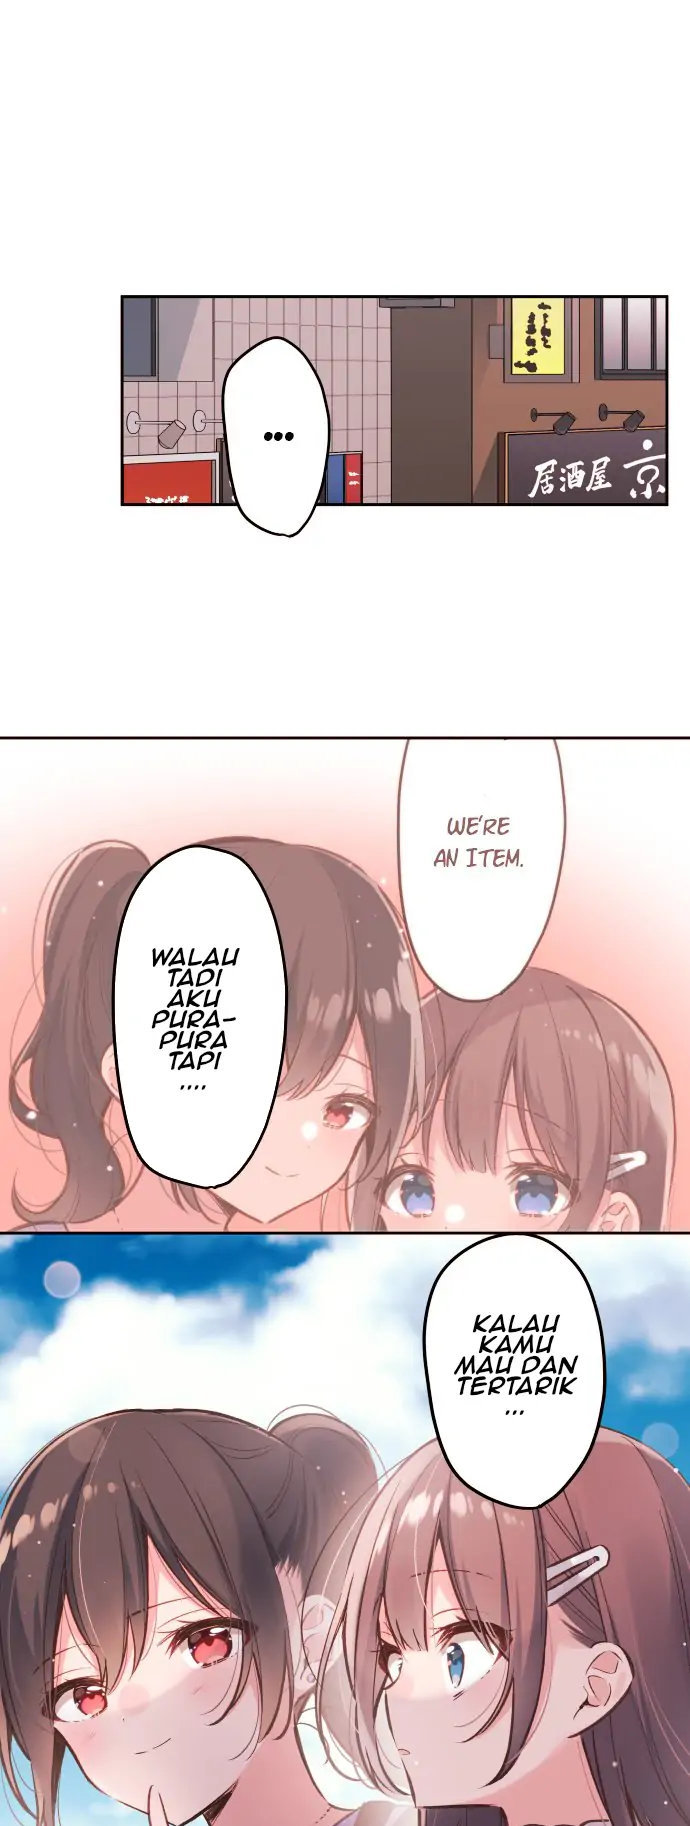 ...
居酒屋 京
WE'RE
AN ITEM.
WALAU
TADI
AKU
PURA-
PURA
TAPI
....
KALAU
KAMU
MAU DAN
TERTARIK
...